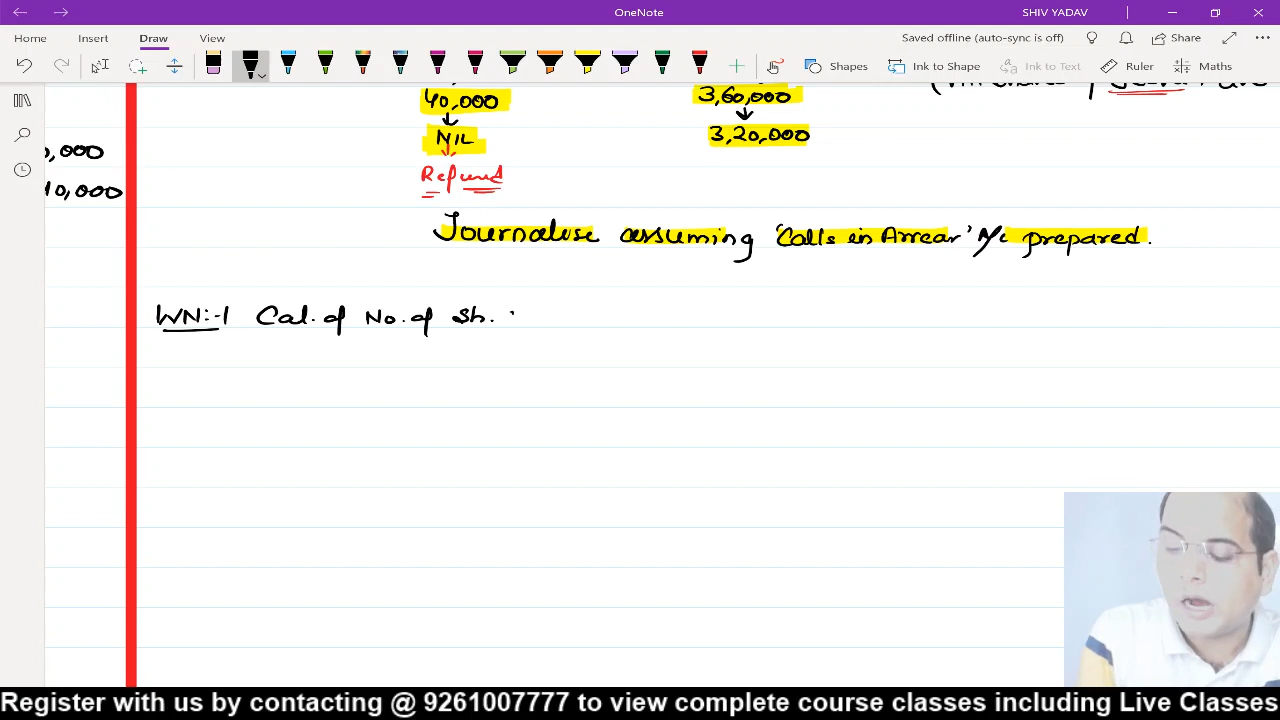 OneNote
SHIV YADAV
Home Insert Draw View
Saved offline (auto-sync is off)
Share
Shapes
Ink to Shape
Ink to Text
Ruler
Maths
40,000
3,60,000
NIL
3,20,000
0,000
Refund
10,000
Journalise assuming 'Calls in Arrear' A/c prepared.
WN:-1 Cal. of No. of Sh.
Register with us by contacting @ 9261007777 to view complete course classes including Live Classes